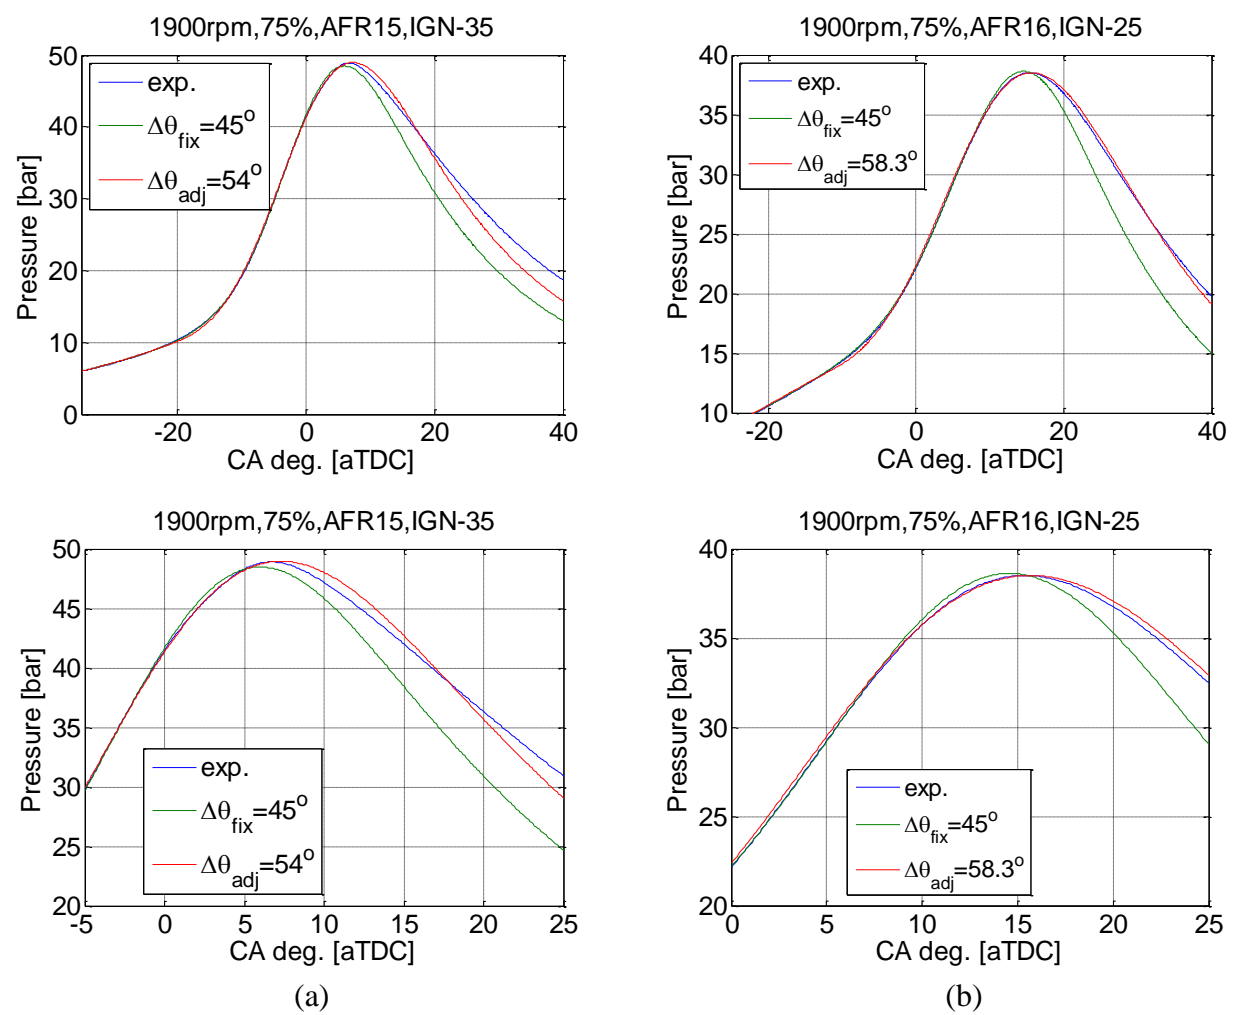 1900rpm,75%,AFR15,IGN-35
50
40
30
20
10
0
-20
0
20
40
Pressure [bar]
CA deg. [aTDC]
exp.
Δθfix=45°
Δθadj=54°
1900rpm,75%,AFR16,IGN-25
40
35
30
25
20
15
10
-20
0
20
40
Pressure [bar]
CA deg. [aTDC]
exp.
Δθfix=45°
Δθadj=58.3°
1900rpm,75%,AFR15,IGN-35
50
45
40
35
30
25
20
-5
0
5
10
15
20
25
Pressure [bar]
CA deg. [aTDC]
exp.
Δθfix=45°
Δθadj=54°
(a)
1900rpm,75%,AFR16,IGN-25
40
35
30
25
20
0
5
10
15
20
25
Pressure [bar]
CA deg. [aTDC]
exp.
Δθfix=45°
Δθadj=58.3°
(b)